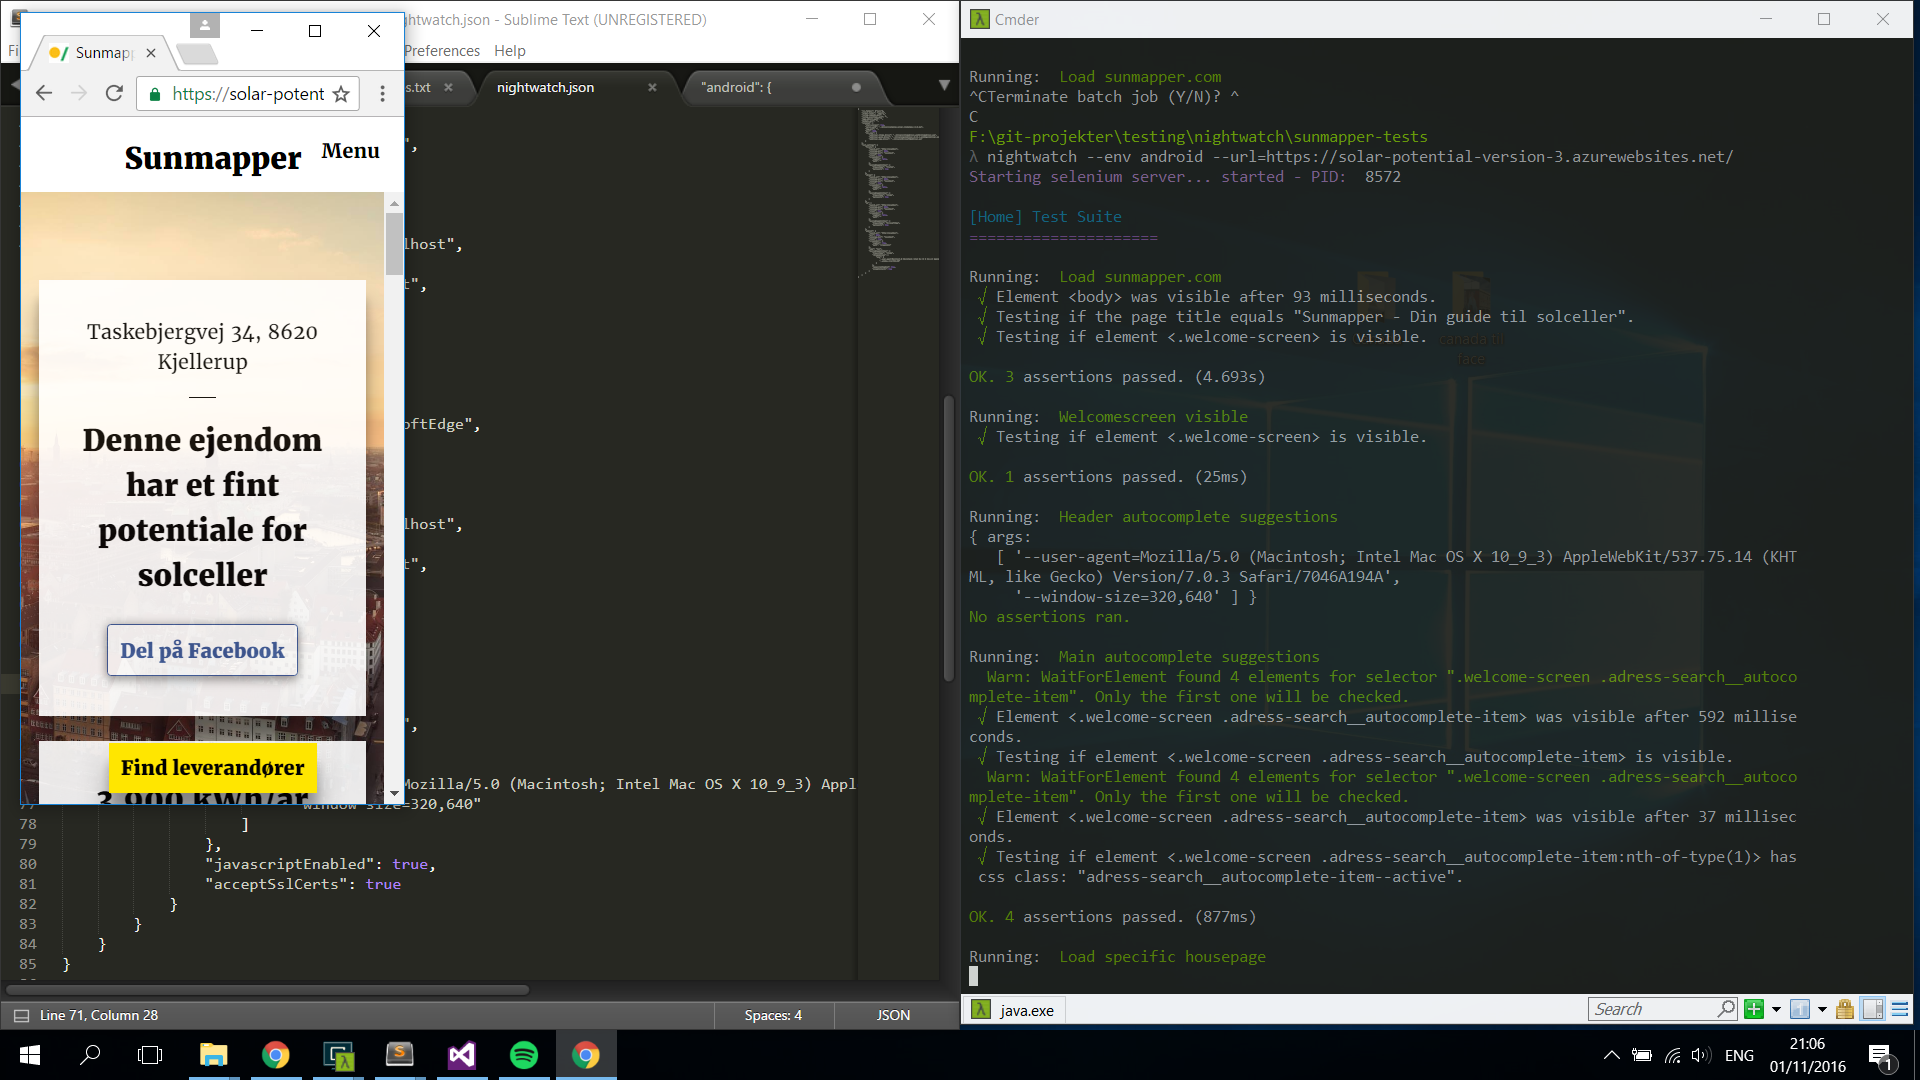 nightwatch.json - Sublime Text (UNREGISTERED)
Preferences Help
s.txt
nightwatch.json
"android": {
",
lhost",
t",
oftEdge",
lhost",
t",
",
Mozilla/5.0 (Macintosh; Intel Mac OS X 10_9_3) Appl
window-size=320,640"
78 ]
79 },
80 "javascriptEnabled": true,
81 "acceptSslCerts": true
82 }
83 }
84 }
85 }
Line 71, Column 28
Spaces: 4
JSON
Sunmapp
https://solar-potent
Sunmapper
Menu
Taskebjergvej 34, 8620
Kjellerup
Denne ejendom
har et fint
potentiale for
solceller
Del på Facebook
Find leverandører
3.900 kWh/år
Cmder
Running: Load sunmapper.com
^CTerminate batch job (Y/N)? ^
C
F:\git-projekter\testing\nightwatch\sunmapper-tests
λ nightwatch --env android --url=https://solar-potential-version-3.azurewebsites.net/
Starting selenium server... started - PID: 8572
[Home] Test Suite
=====================
Running: Load sunmapper.com
√ Element <body> was visible after 93 milliseconds.
√ Testing if the page title equals "Sunmapper - Din guide til solceller".
√ Testing if element <.welcome-screen> is visible.
OK. 3 assertions passed. (4.693s)
Running: Welcomescreen visible
√ Testing if element <.welcome-screen> is visible.
OK. 1 assertions passed. (25ms)
Running: Header autocomplete suggestions
{ args:
[ '--user-agent=Mozilla/5.0 (Macintosh; Intel Mac OS X 10_9_3) AppleWebKit/537.75.14 (KHT
ML, like Gecko) Version/7.0.3 Safari/7046A194A',
'--window-size=320,640' ] }
No assertions ran.
Running: Main autocomplete suggestions
Warn: WaitForElement found 4 elements for selector ".welcome-screen .adress-search__autoco
mplete-item". Only the first one will be checked.
√ Element <.welcome-screen .adress-search__autocomplete-item> was visible after 592 millise
conds.
√ Testing if element <.welcome-screen .adress-search__autocomplete-item> is visible.
Warn: WaitForElement found 4 elements for selector ".welcome-screen .adress-search__autoco
mplete-item". Only the first one will be checked.
√ Element <.welcome-screen .adress-search__autocomplete-item> was visible after 37 millisec
onds.
√ Testing if element <.welcome-screen .adress-search__autocomplete-item:nth-of-type(1)> has
css class: "adress-search__autocomplete-item--active".
OK. 4 assertions passed. (877ms)
Running: Load specific housepage
java.exe
Search
ENG
21:06
01/11/2016
1